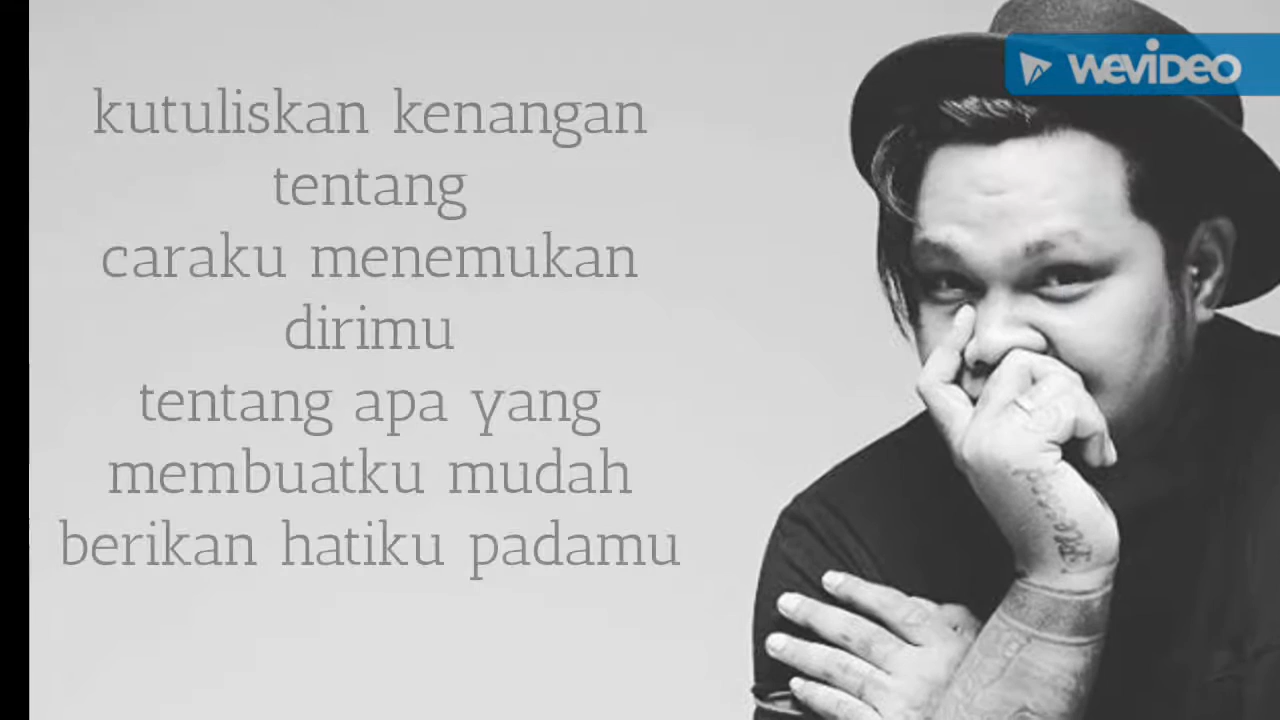 WEVIDEO
kutuliskan kenangan
tentang
caraku menemukan
dirimu
tentang apa yang
membuatku mudah
berikan hatiku padamu